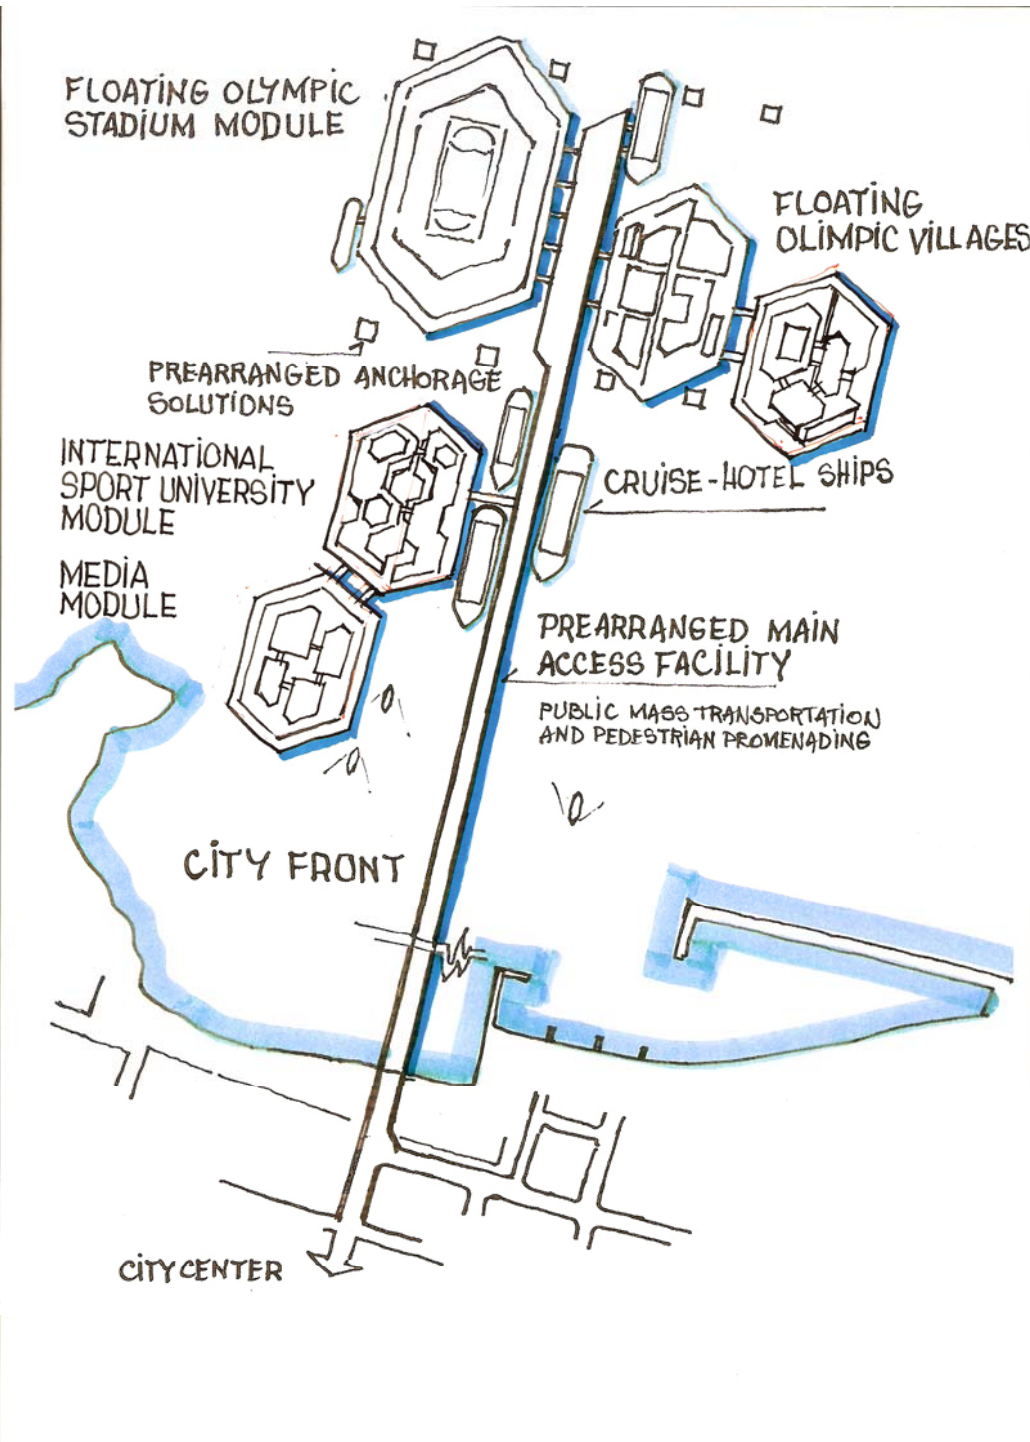 FLOATING OLYMPIC
STADIUM MODULE
FLOATING
OLIMPIC VILLAGES
PREARRANGED ANCHORAGE
SOLUTIONS
INTERNATIONAL
SPORT UNIVERSITY
MODULE
CRUISE-HOTEL SHIPS
MEDIA
MODULE
PREARRANGED MAIN
ACCESS FACILITY
PUBLIC MASS TRANSPORTATION
AND PEDESTRIAN PROMENADING
CITY FRONT
CITY CENTER